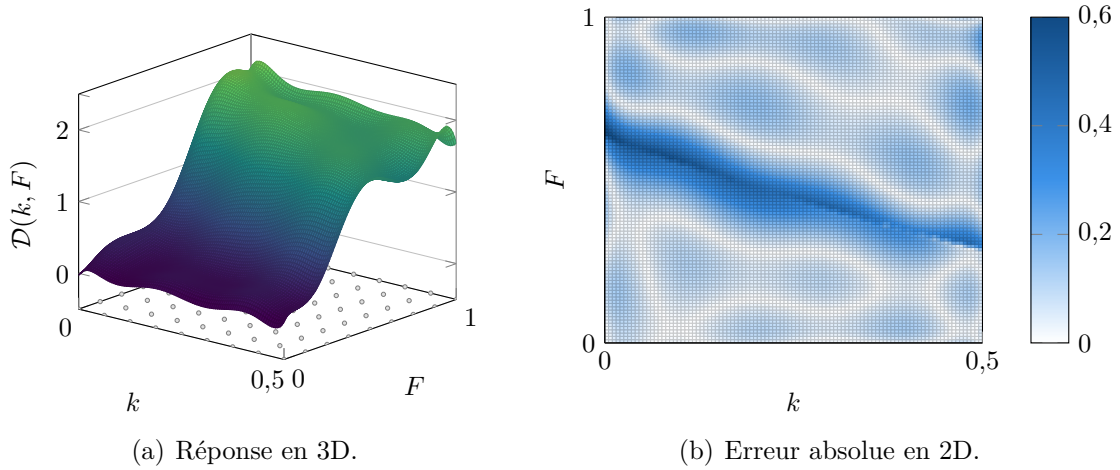 2
1
0
𝒟(k, F)
0
0,5 0
1
k
F
(a) Réponse en 3D.
1
0
0
0,5
F
k
0,6
0,4
0,2
0
(b) Erreur absolue en 2D.